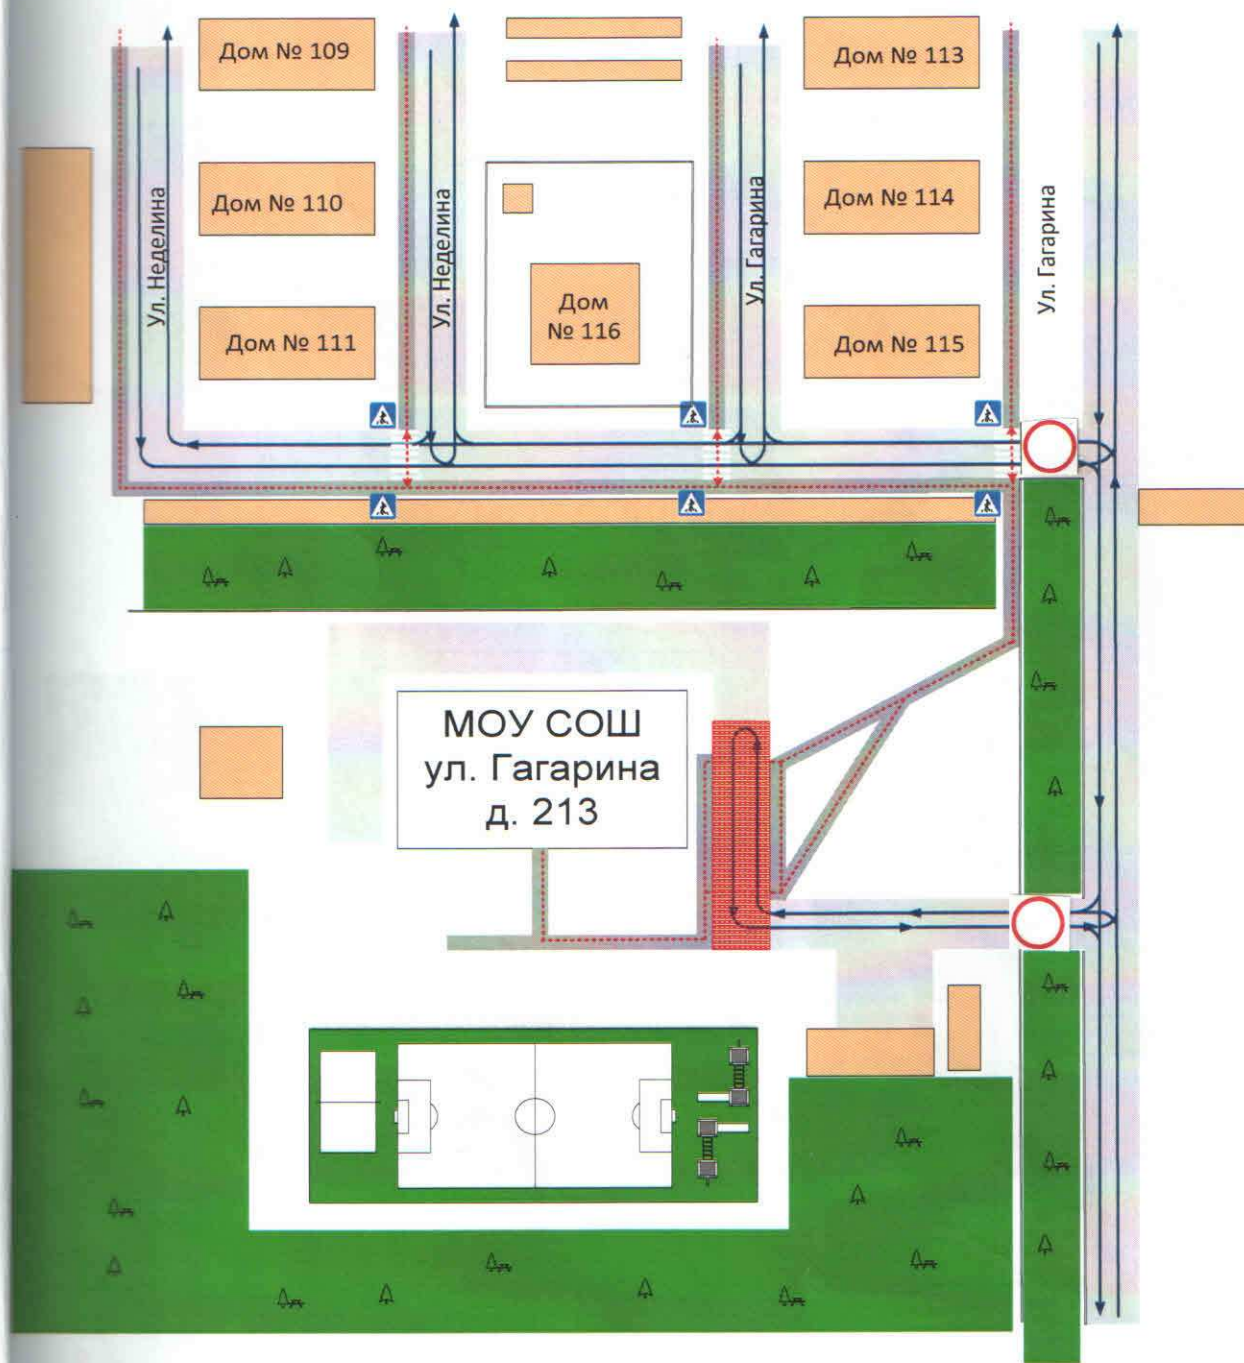 Дом № 109
Дом № 113
Дом № 110
Дом № 114
Ул. Неделина
Ул. Неделина
Ул. Гагарина
Ул. Гагарина
Дом
№ 116
Дом № 111
Дом № 115
МОУ СОШ
ул. Гагарина
д. 213